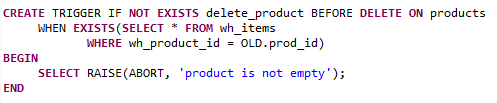 CREATE TRIGGER IF NOT EXISTS delete_product BEFORE DELETE ON products
WHEN EXISTS(SELECT * FROM wh_items
WHERE wh_product_id = OLD.prod_id)
BEGIN
SELECT RAISE(ABORT, 'product is not empty');
END